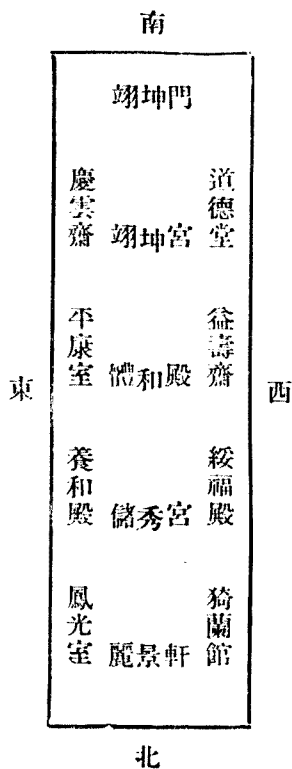 南
翊坤門
道德堂
翊坤宮
慶雲齋
益壽齋
體和殿
平康室
西
東
綏福殿
儲秀宮
養和殿
猗蘭館
麗景軒
鳳光室
北